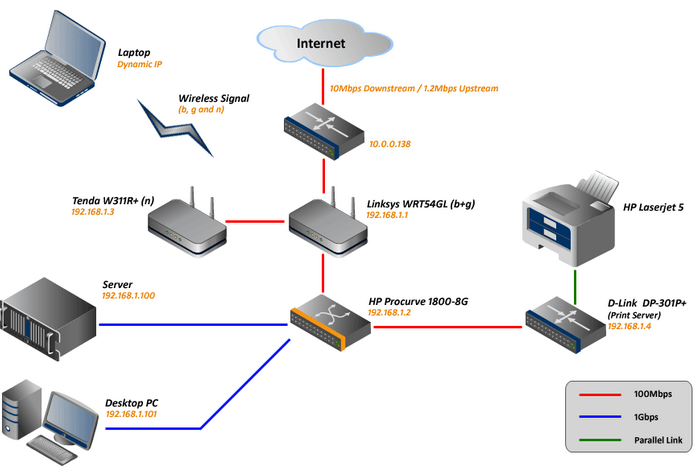 Internet
Laptop
Dynamic IP
10Mbps Downstream / 1.2Mbps Upstream
Wireless Signal
(b, g and n)
10.0.0.138
Tenda W311R+ (n)
192.168.1.3
Linksys WRT54GL (b+g)
192.168.1.1
HP Laserjet 5
Server
192.168.1.100
HP Procurve 1800-8G
192.168.1.2
D-Link DP-301P+
(Print Server)
192.168.1.4
Desktop PC
192.168.1.101
100Mbps
1Gbps
Parallel Link